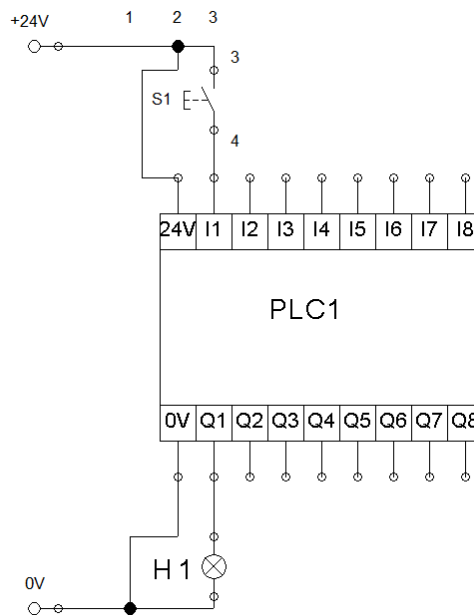 1 2 3
+24V
3
S1
4
24V I1 I2 I3 I4 I5 I6 I7 I8
PLC1
0V Q1 Q2 Q3 Q4 Q5 Q6 Q7 Q8
H 1
0V